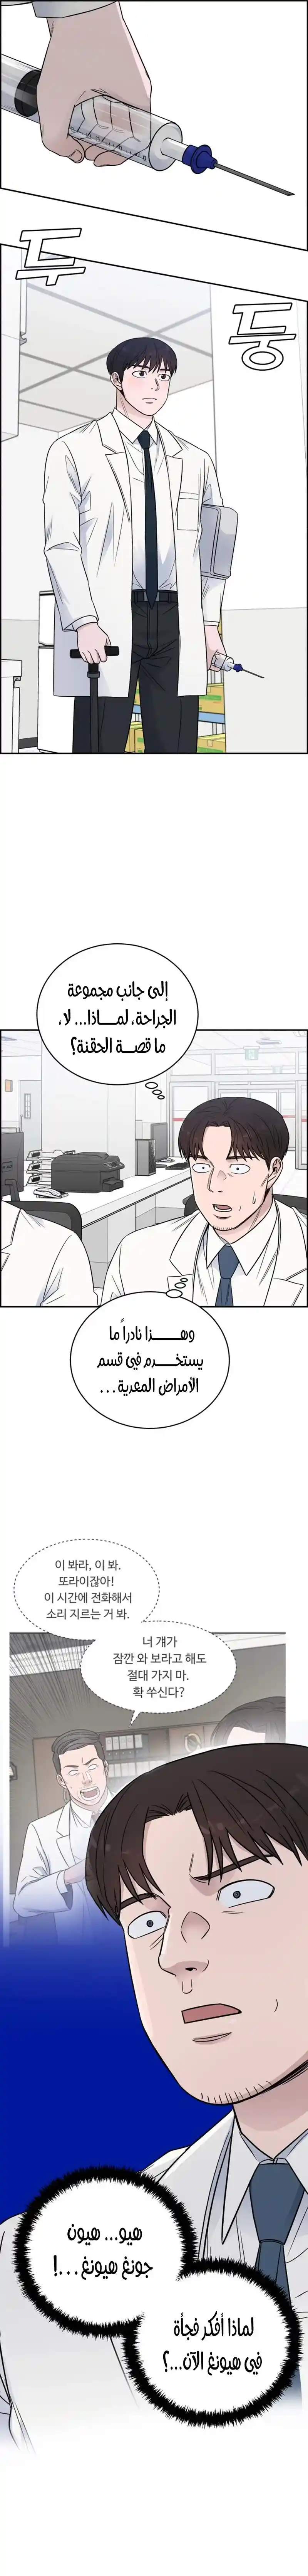 두
둥
إلى جانب مجموعة
الجراحة، لمـــاذا... لا،
ما قصـــة الحقنة؟
وهـــــذا نادراً ما
يستخــــدم في قسم
الأمراض المعدية...
이 봐라, 이 봐.
또라이잖아!
이 시간에 전화해서
소리 지르는 거 봐.
너 걔가
잠깐 와 보라고 해도
절대 가지 마.
확 쑤신다?
هيو... هيون
جونغ هيونغ...!
لماذا أفكر فجأة
في هيونغ الآن...؟